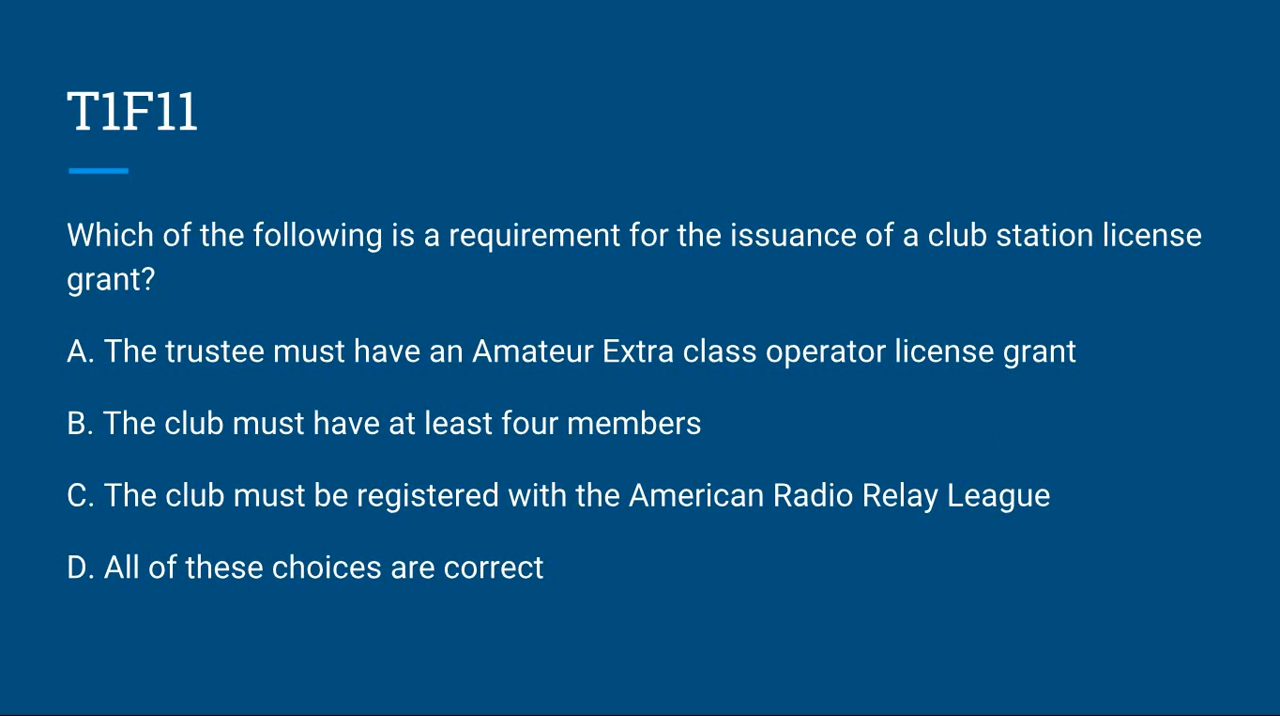 T1F11
Which of the following is a requirement for the issuance of a club station license
grant?
A. The trustee must have an Amateur Extra class operator license grant
B. The club must have at least four members
C. The club must be registered with the American Radio Relay League
D. All of these choices are correct